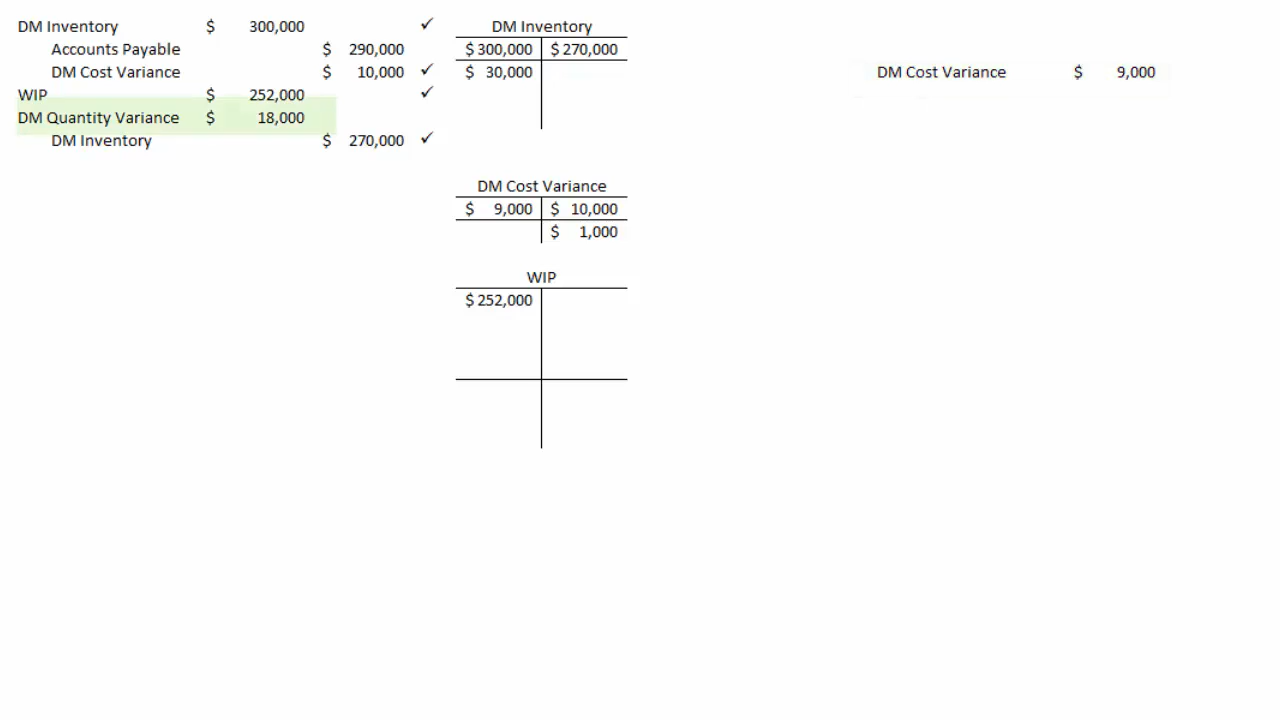 DM Inventory $ 300,000 ✓
Accounts Payable $ 290,000
DM Cost Variance $ 10,000 ✓
WIP $ 252,000 ✓
DM Quantity Variance $ 18,000
DM Inventory $ 270,000 ✓
DM Inventory
$ 300,000 $ 270,000
$ 30,000
DM Cost Variance
$ 9,000 $ 10,000
$ 1,000
WIP
$ 252,000
DM Cost Variance $ 9,000